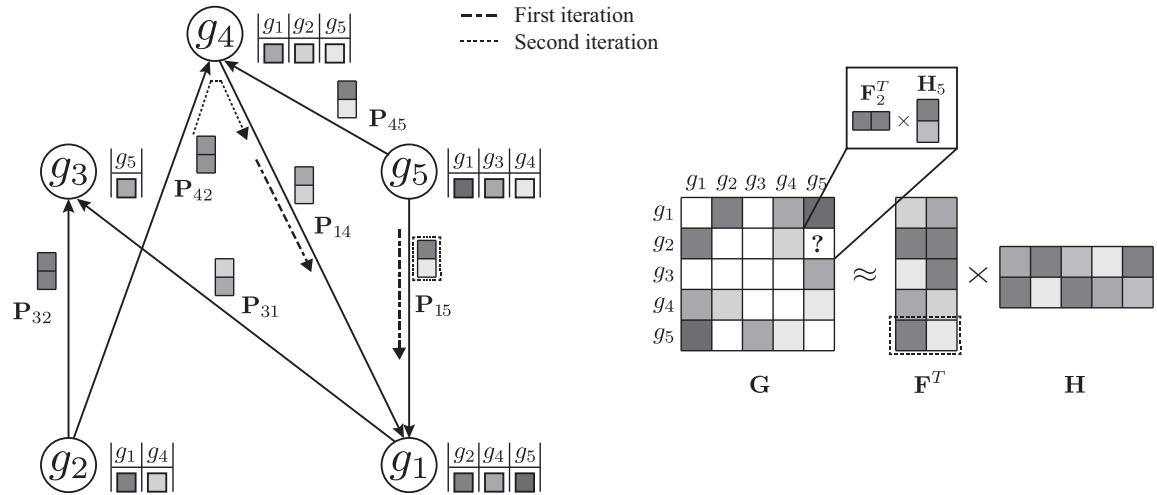 First iteration
Second iteration
g4
g1 g2 g5
P45
g3
g5
P42
g5
g1 g3 g4
P14
P32
P31
P15
g2
g1 g4
g1
g2 g4 g5
F2^T × H5
g1 g2 g3 g4 g5
g1
g2 ?
g3
g4
g5
≈ ×
G F^T H